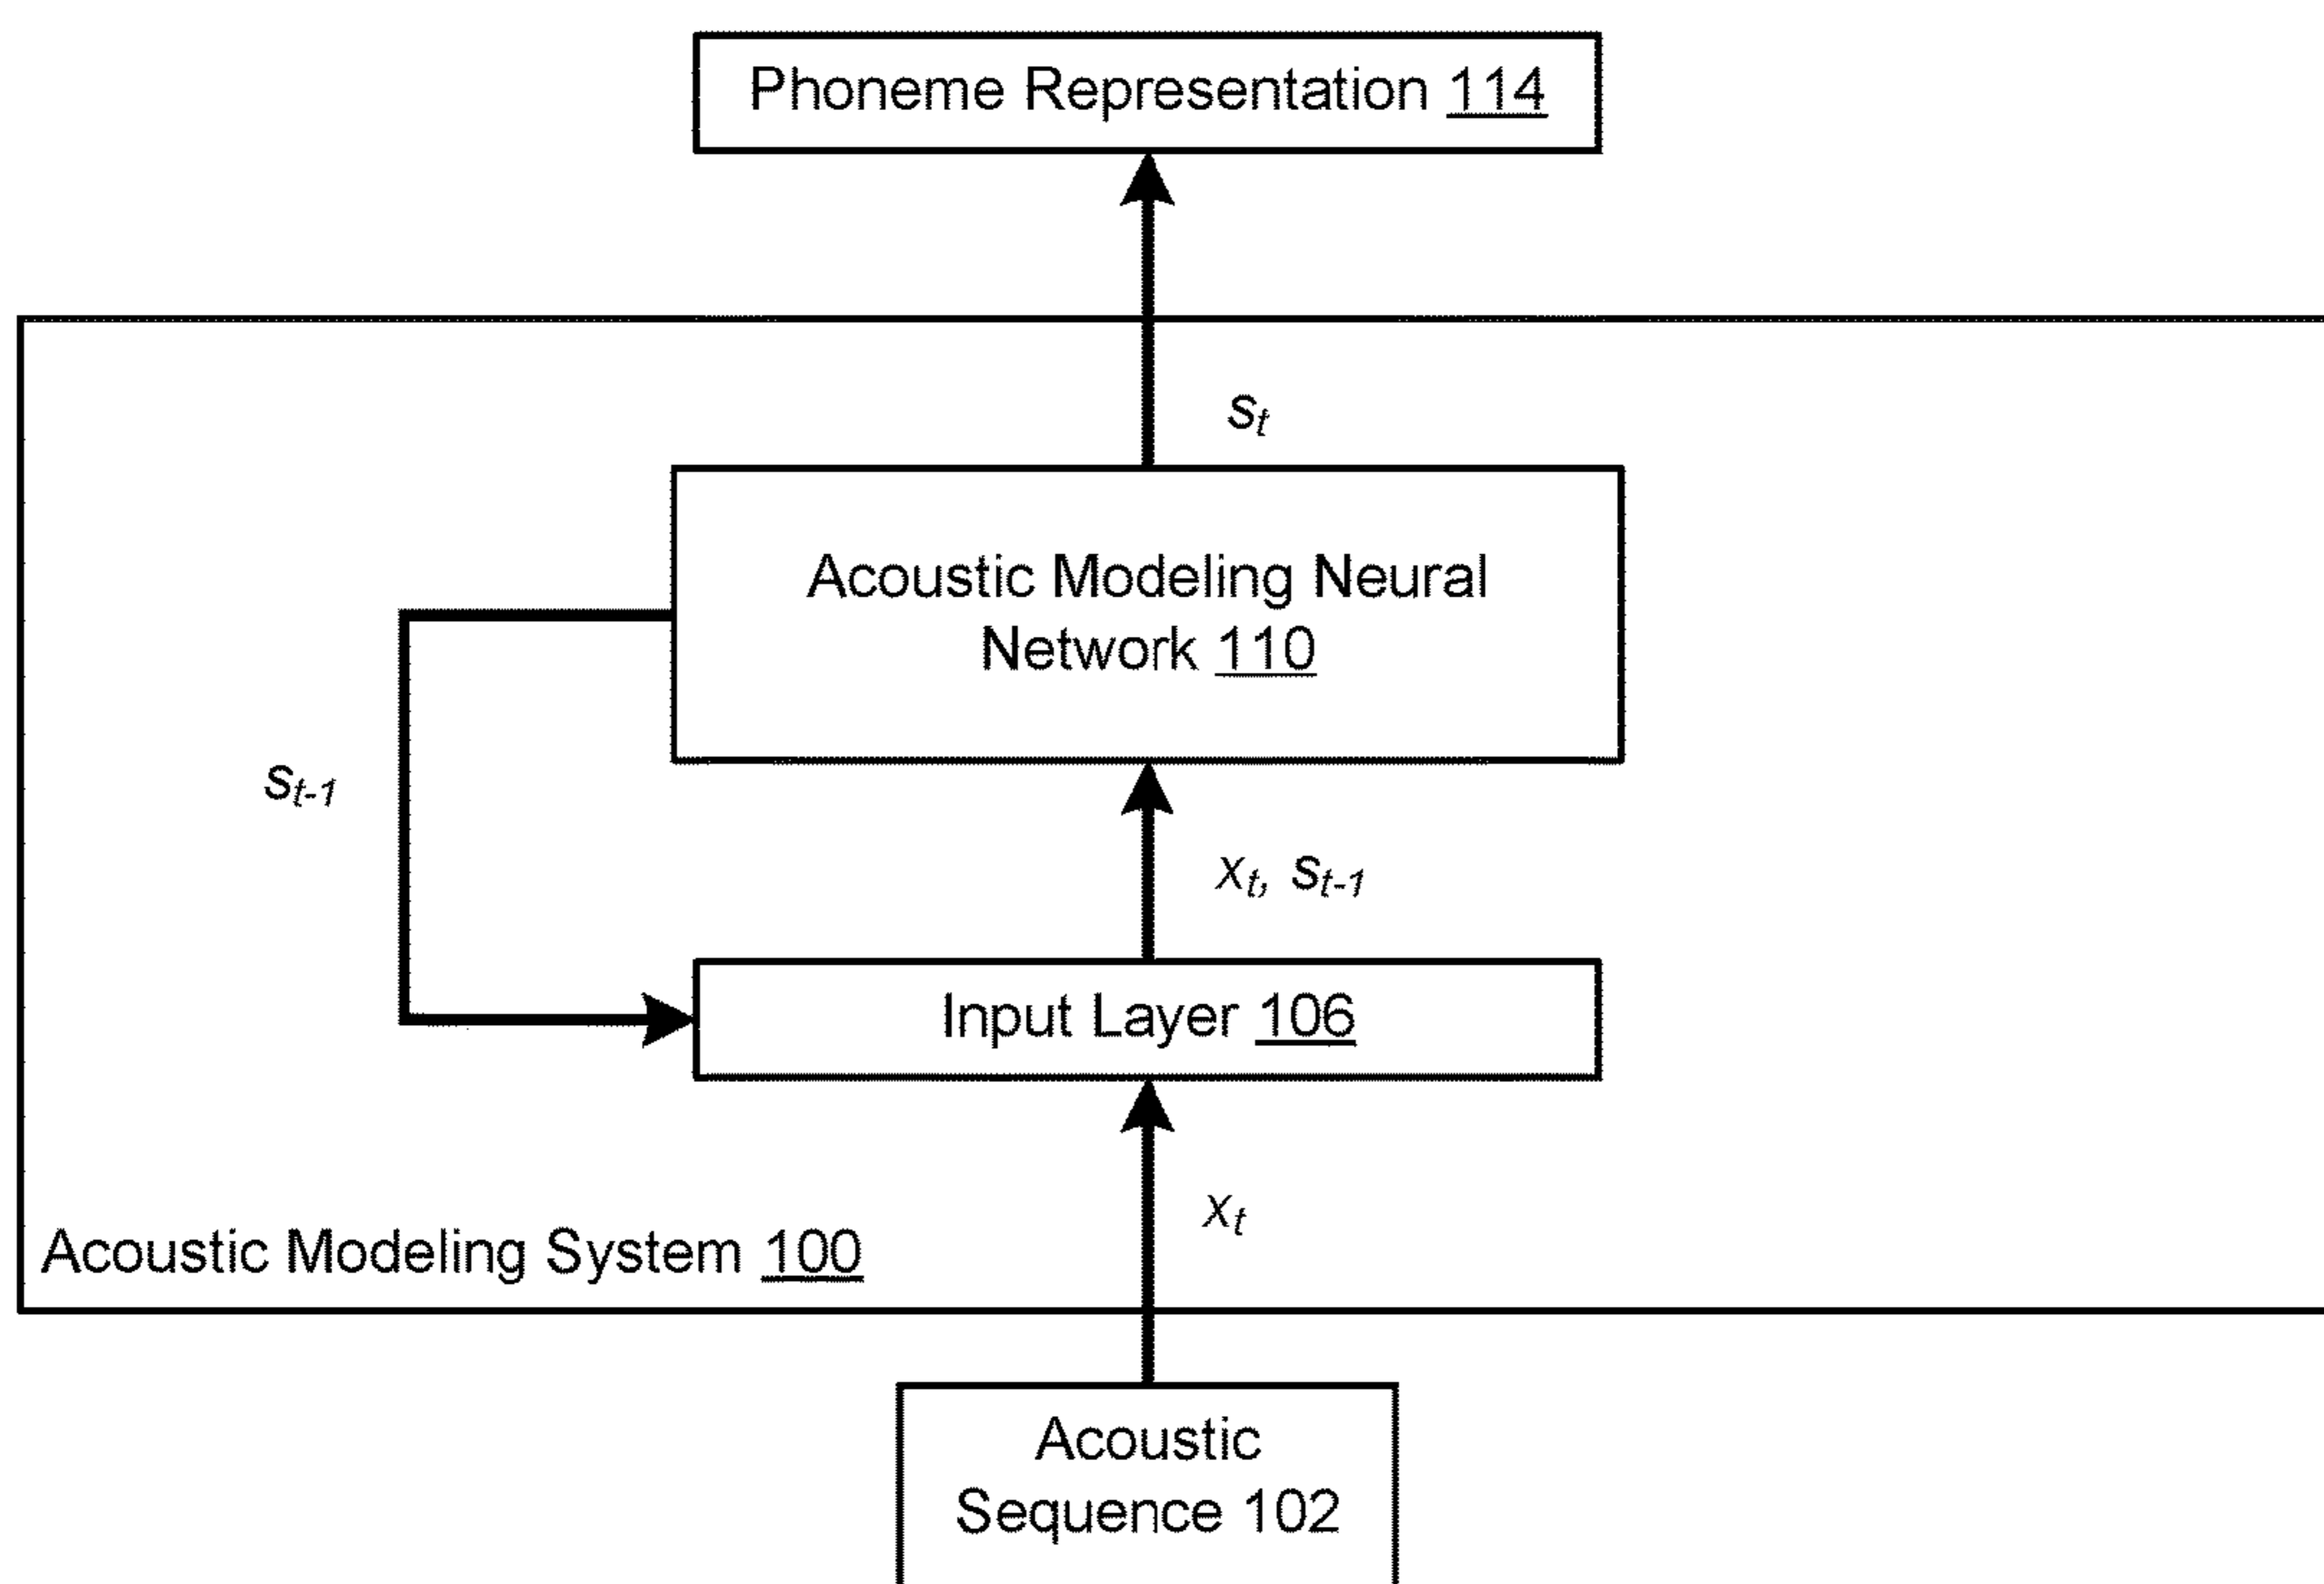 Phoneme Representation 114
sₜ
Acoustic Modeling Neural
Network 110
sₜ₋₁
xₜ, sₜ₋₁
Input Layer 106
xₜ
Acoustic Modeling System 100
Acoustic
Sequence 102